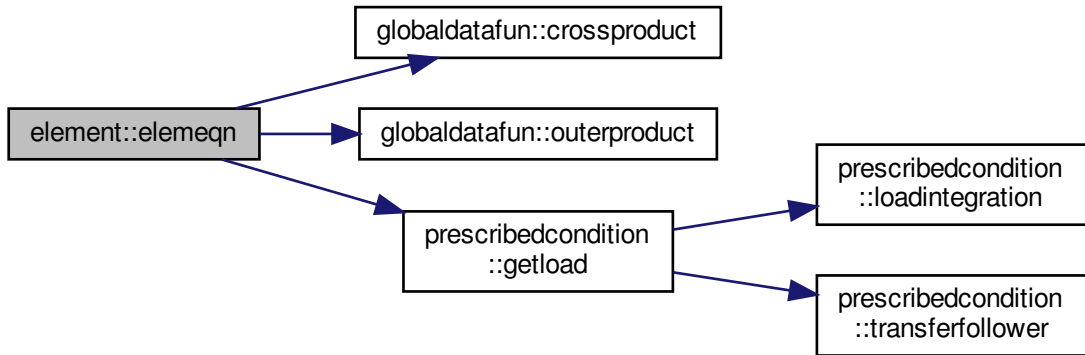 globaldatafun::crossproduct
element::elemeqn
globaldatafun::outerproduct
prescribedcondition
::loadintegration
prescribedcondition
::getload
prescribedcondition
::transferfollower